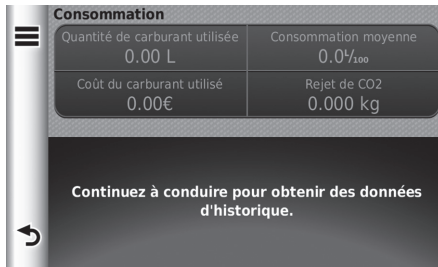 Consommation
Quantité de carburant utilisée
0.00 L
Consommation moyenne
0.0L/100
Coût du carburant utilisé
0.00€
Rejet de CO2
0.000 kg
Continuez à conduire pour obtenir des données
d'historique.